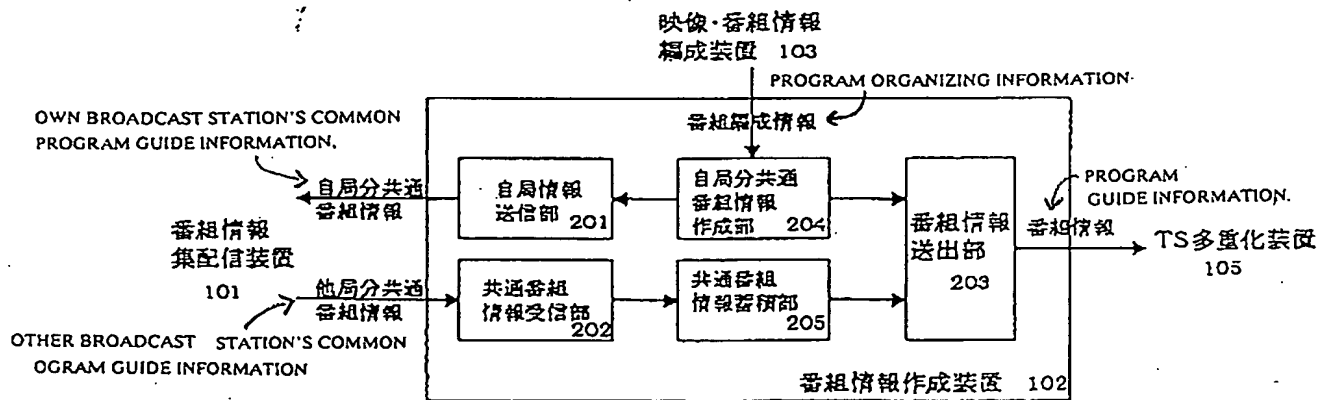 映像・番組情報
編成装置 103
PROGRAM ORGANIZING INFORMATION
番組編成情報
OWN BROADCAST STATION'S COMMON
PROGRAM GUIDE INFORMATION.
自局分共通
番組情報
自局情報
送信部
201
自局分共通
番組情報
作成部 204
番組情報
送出部
203
PROGRAM
GUIDE INFORMATION.
番組情報
TS多重化装置
105
番組情報
集配信装置
101
他局分共通
番組情報
共通番組
情報受信部
202
共通番組
情報蓄積部
205
OTHER BROADCAST STATION'S COMMON
OGRAM GUIDE INFORMATION
番組情報作成装置 102